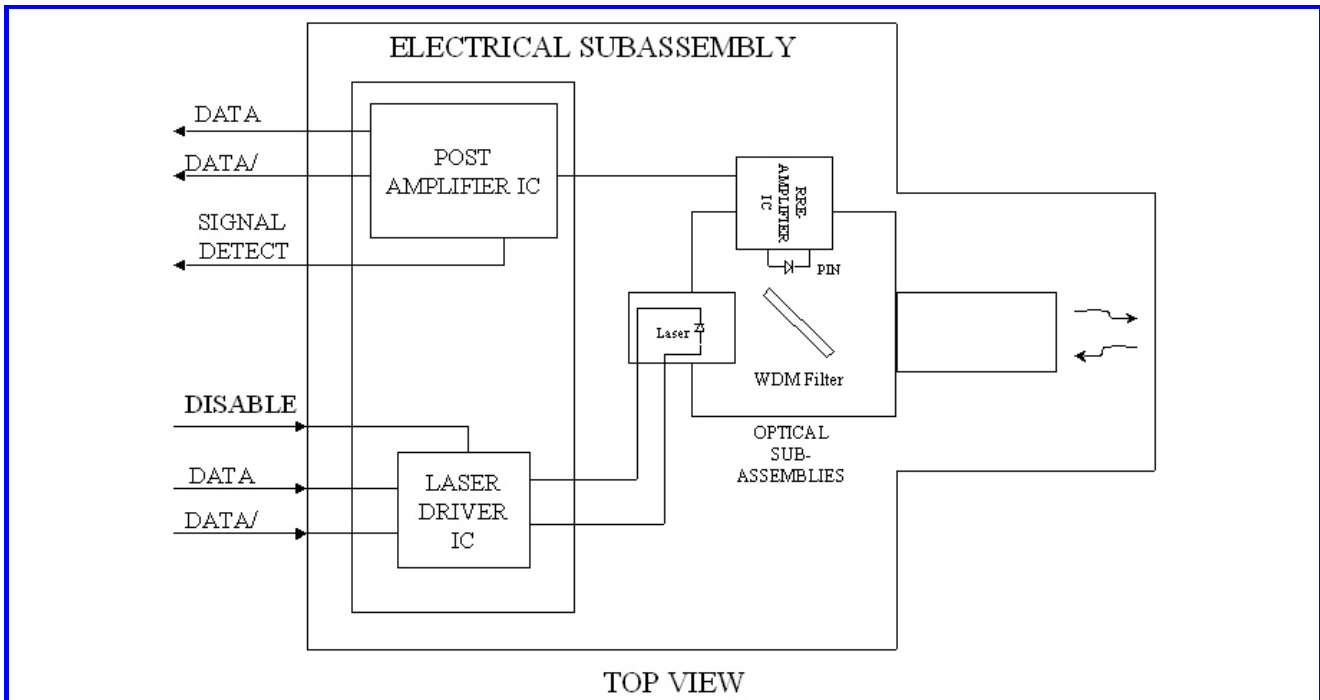 ELECTRICAL SUBASSEMBLY
DATA
DATA/
SIGNAL
DETECT
POST
AMPLIFIER IC
RRE-
AMPLIFIER
IC
PIN
Laser
WDM Filter
OPTICAL
SUB-
ASSEMBLIES
DISABLE
DATA
DATA/
LASER
DRIVER
IC
TOP VIEW